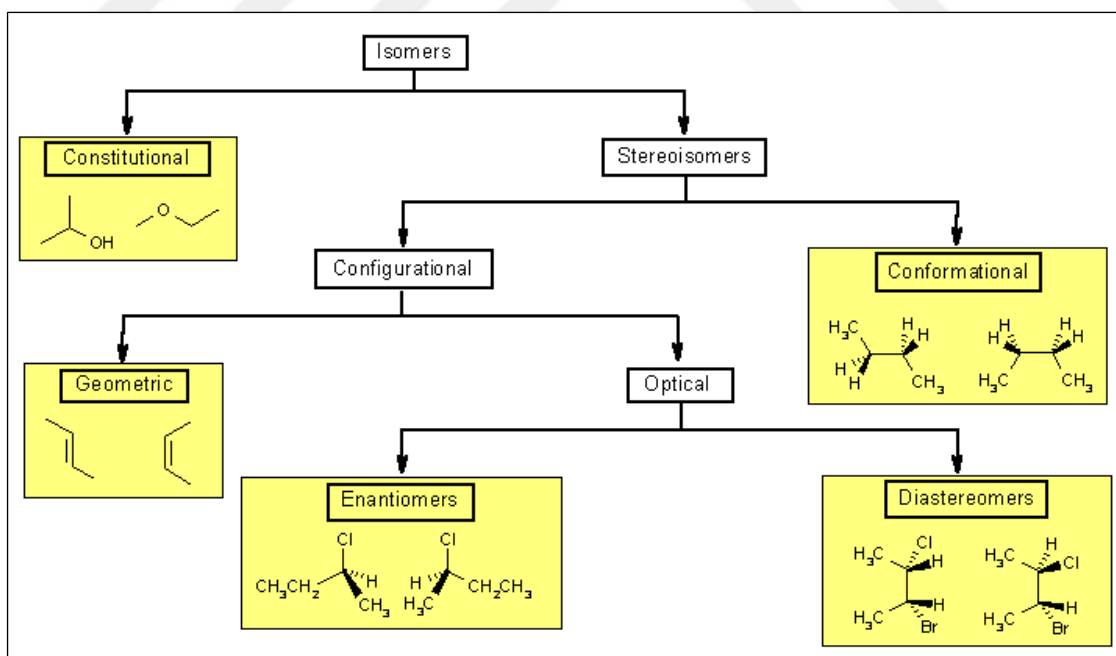 Isomers
Constitutional
O
OH
Stereoisomers
Configurational
Conformational
H₃C
H H
H
H
CH₃
H
H
H
H
H₃C
CH₃
Geometric
Optical
Enantiomers
Cl
CH₃CH₂
H
CH₃
Cl
H
H₃C
CH₂CH₃
Diastereomers
Cl
H₃C
H
H₃C
H
Br
H
CH₃
Cl
H₃C
H
Br